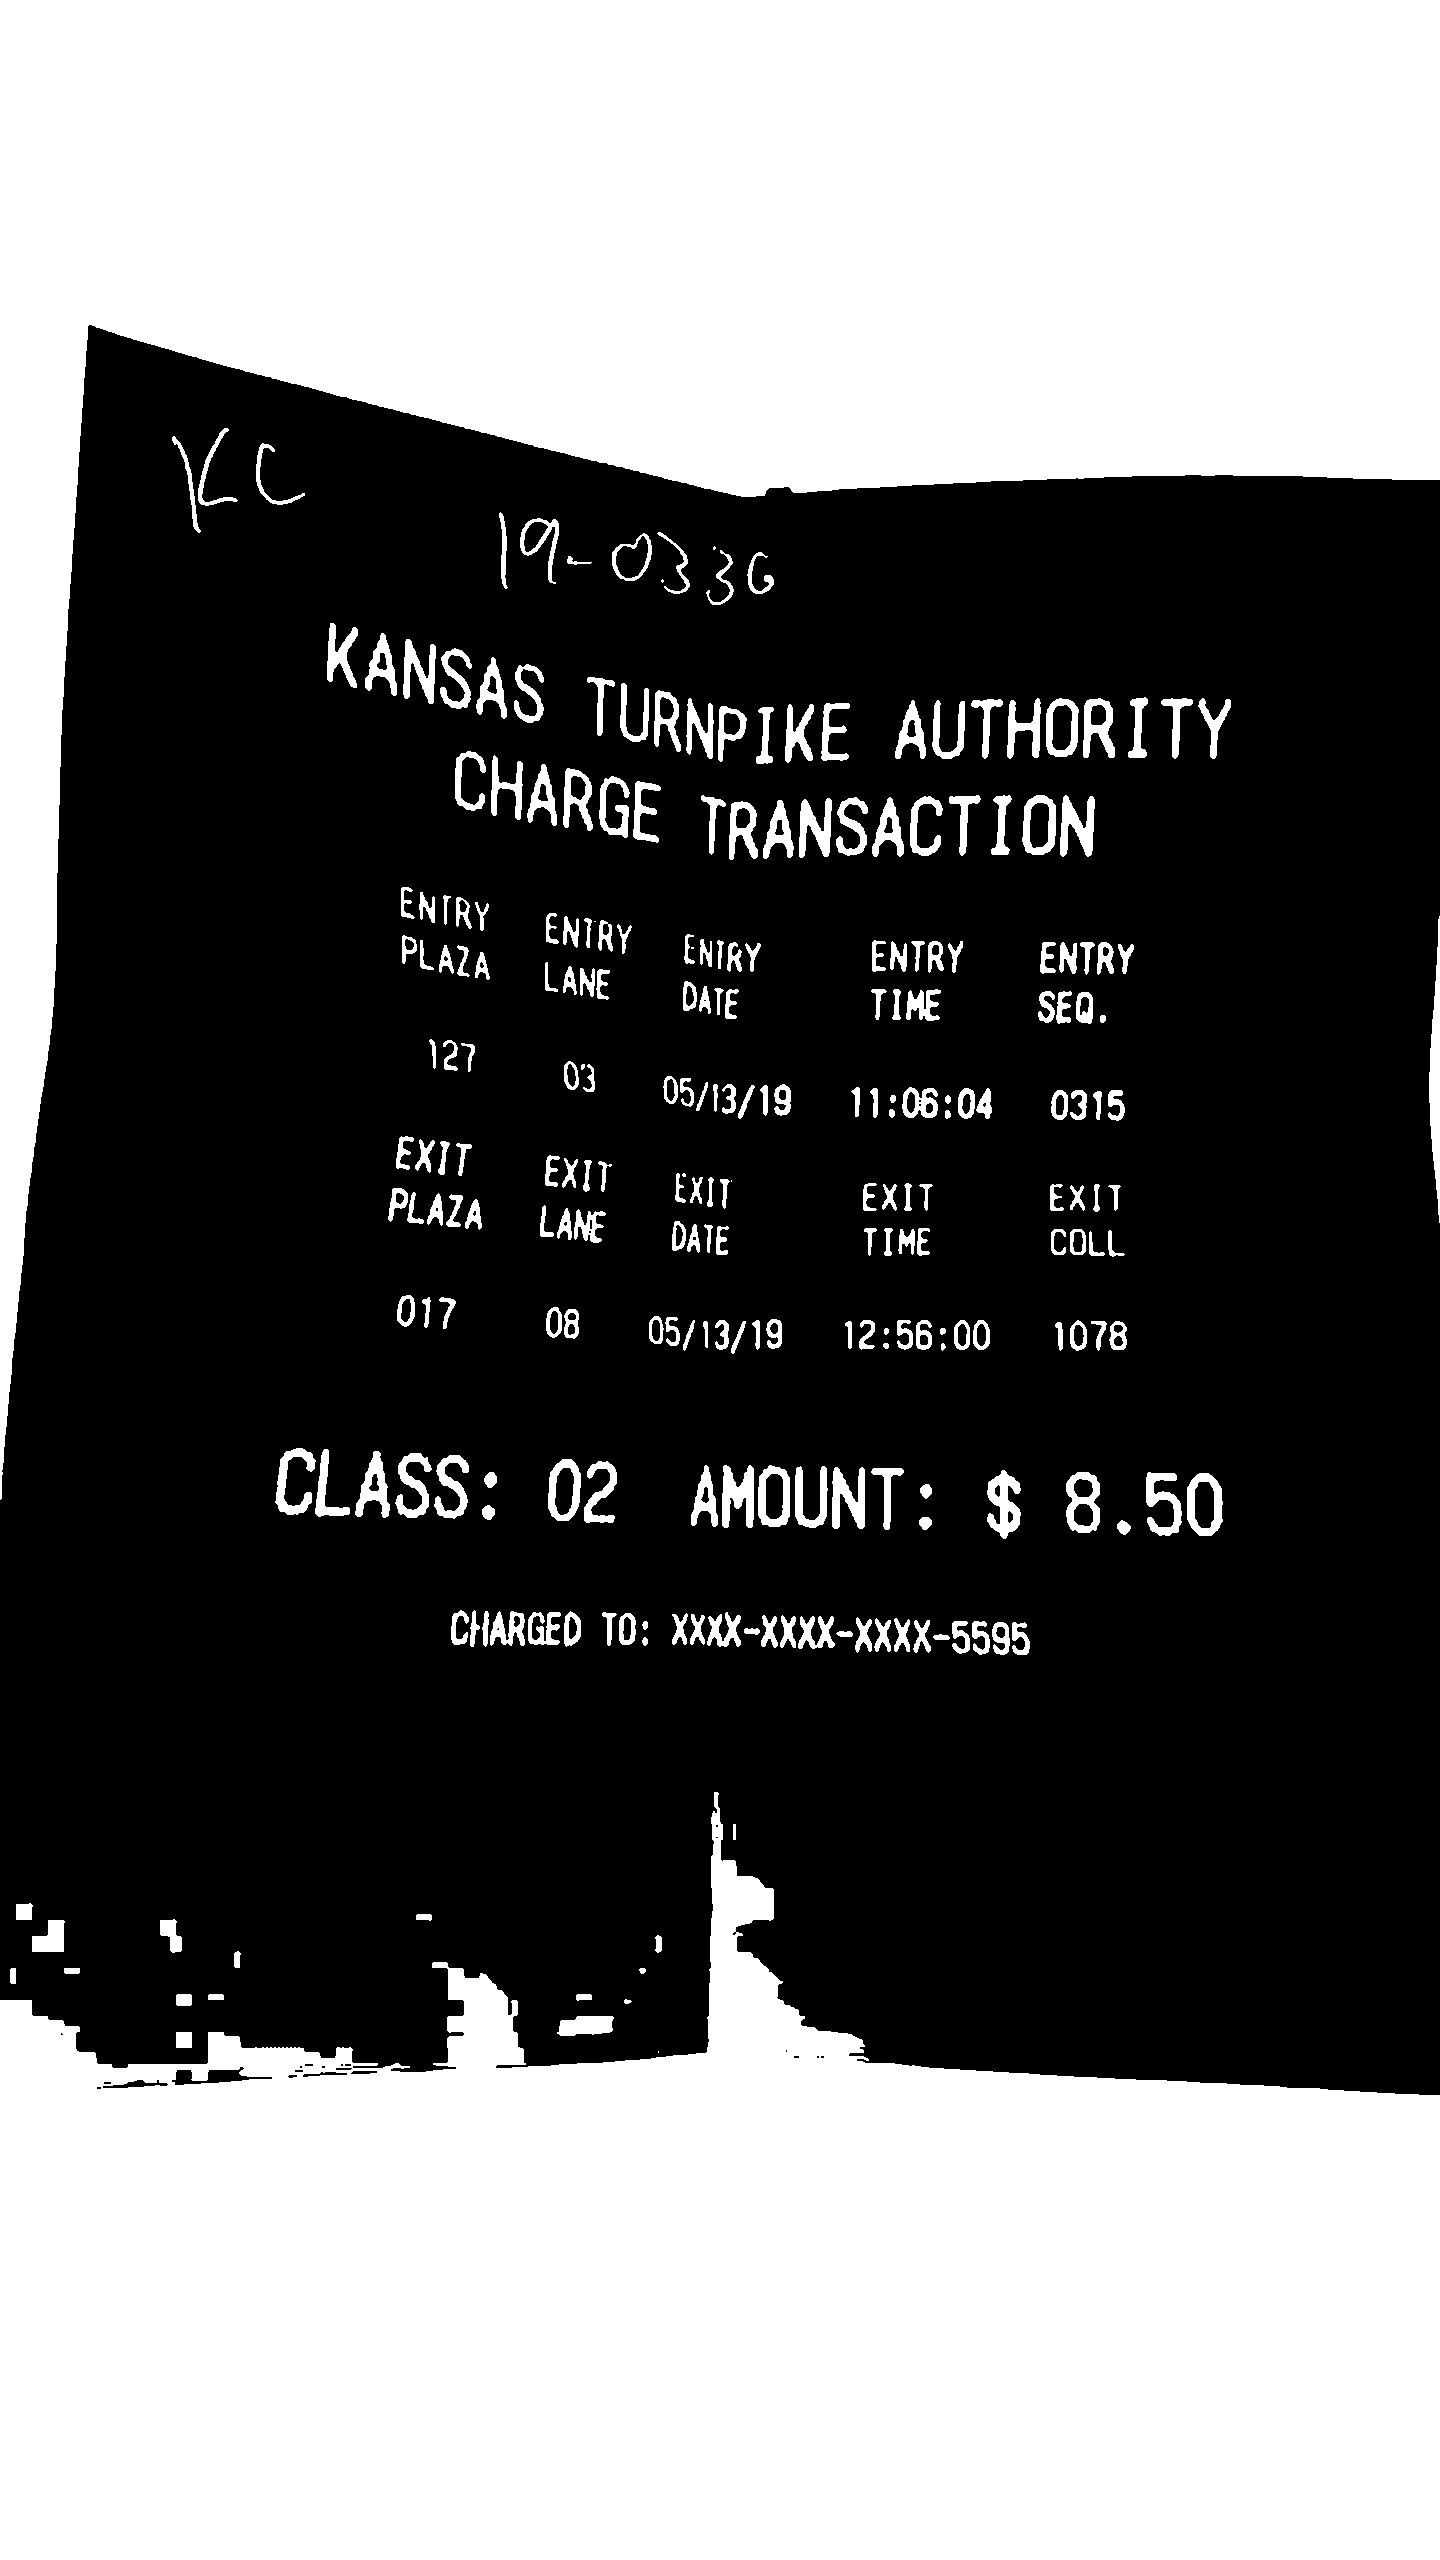 KC
19-0336
KANSAS TURNPIKE AUTHORITY
CHARGE TRANSACTION
ENTRY ENTRY ENTRY ENTRY ENTRY
PLAZA LANE DATE TIME SEQ.
127 03 05/13/19 11:06:04 0315
EXIT EXIT EXIT EXIT EXIT
PLAZA LANE DATE TIME COLL
017 08 05/13/19 12:56:00 1078
CLASS: 02 AMOUNT: $ 8.50
CHARGED TO: XXXX-XXXX-XXXX-5595